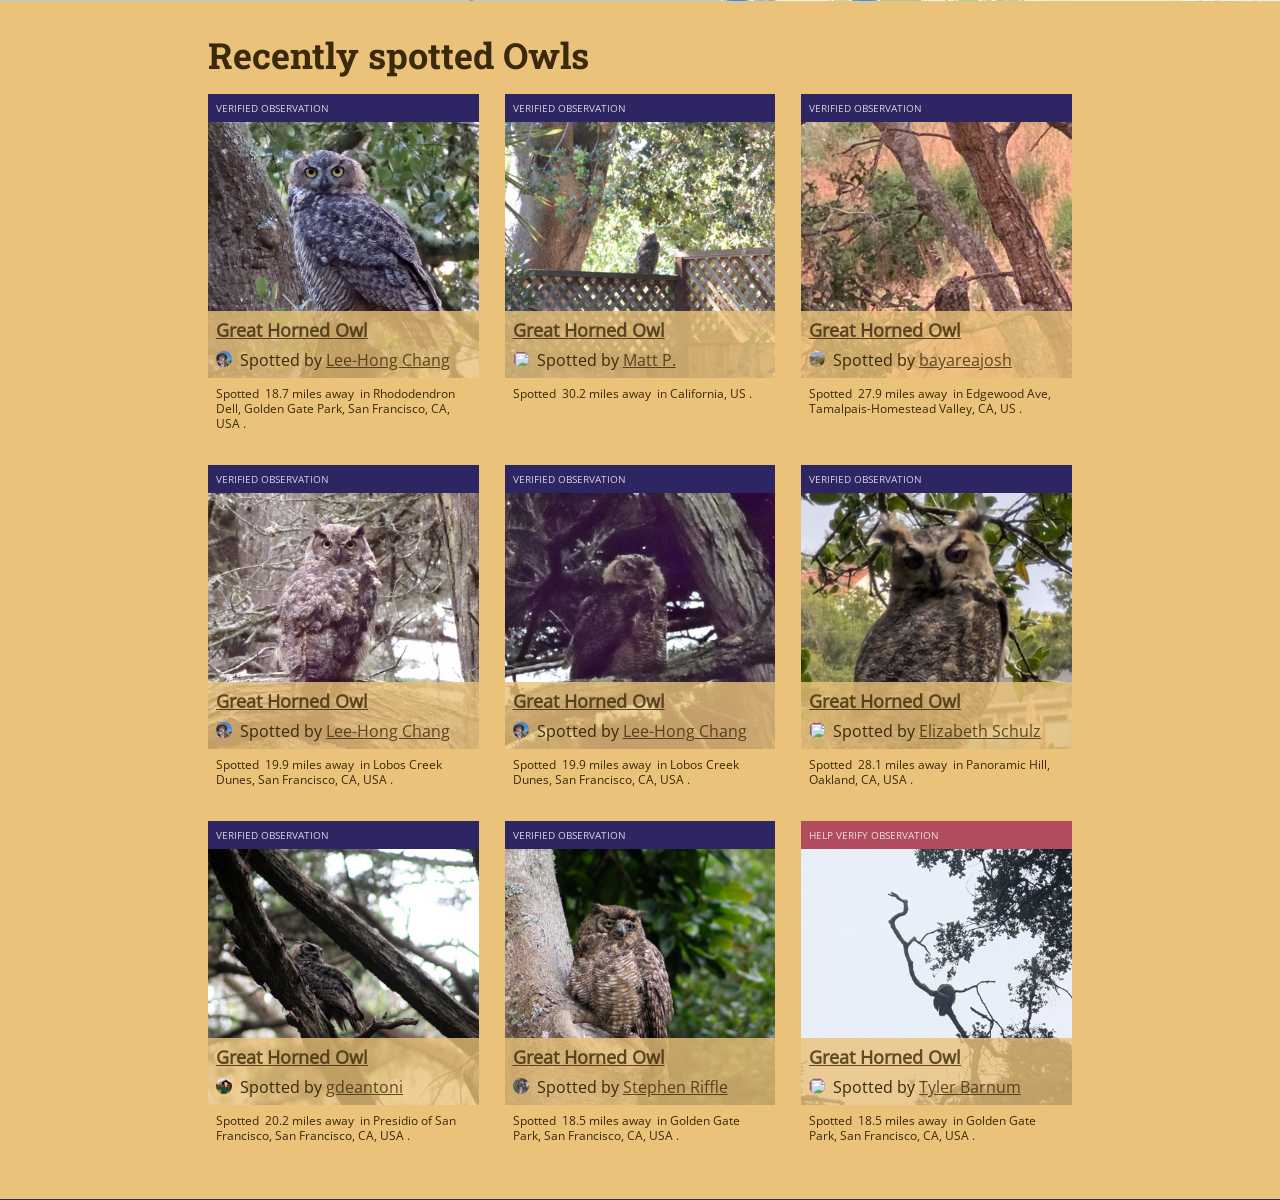 Recently spotted Owls
VERIFIED OBSERVATION
Great Horned Owl
Spotted by Lee-Hong Chang
Spotted 18.7 miles away in Rhododendron
Dell, Golden Gate Park, San Francisco, CA,
USA .
VERIFIED OBSERVATION
Great Horned Owl
Spotted by Matt P.
Spotted 30.2 miles away in California, US .
VERIFIED OBSERVATION
Great Horned Owl
Spotted by bayareajosh
Spotted 27.9 miles away in Edgewood Ave,
Tamalpais-Homestead Valley, CA, US .
VERIFIED OBSERVATION
Great Horned Owl
Spotted by Lee-Hong Chang
Spotted 19.9 miles away in Lobos Creek
Dunes, San Francisco, CA, USA .
VERIFIED OBSERVATION
Great Horned Owl
Spotted by Lee-Hong Chang
Spotted 19.9 miles away in Lobos Creek
Dunes, San Francisco, CA, USA .
VERIFIED OBSERVATION
Great Horned Owl
Spotted by Elizabeth Schulz
Spotted 28.1 miles away in Panoramic Hill,
Oakland, CA, USA .
VERIFIED OBSERVATION
Great Horned Owl
Spotted by gdeantoni
Spotted 20.2 miles away in Presidio of San
Francisco, San Francisco, CA, USA .
VERIFIED OBSERVATION
Great Horned Owl
Spotted by Stephen Riffle
Spotted 18.5 miles away in Golden Gate
Park, San Francisco, CA, USA .
HELP VERIFY OBSERVATION
Great Horned Owl
Spotted by Tyler Barnum
Spotted 18.5 miles away in Golden Gate
Park, San Francisco, CA, USA .